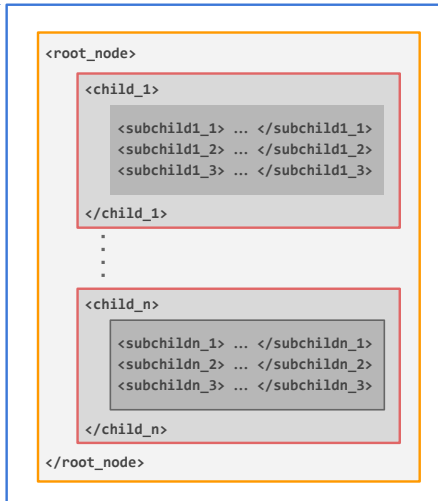 <root_node>
<child_1>
<subchild1_1> ... </subchild1_1>
<subchild1_2> ... </subchild1_2>
<subchild1_3> ... </subchild1_3>
</child_1>
<child_n>
<subchildn_1> ... </subchildn_1>
<subchildn_2> ... </subchildn_2>
<subchildn_3> ... </subchildn_3>
</child_n>
</root_node>